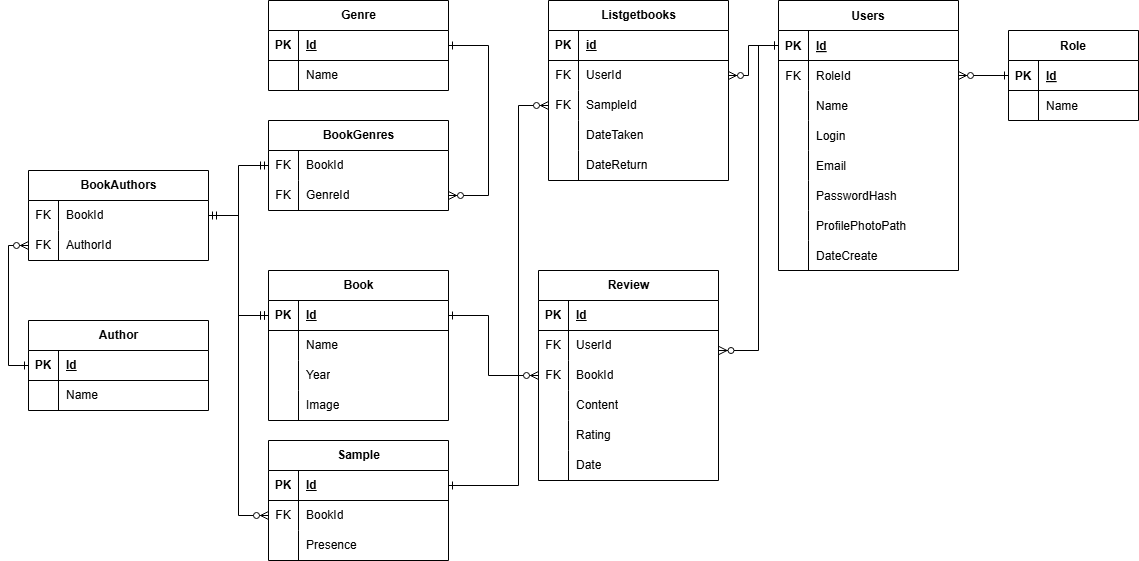 Genre
PK Id
Name
BookGenres
FK BookId
FK GenreId
BookAuthors
FK BookId
FK AuthorId
Author
PK Id
Name
Book
PK Id
Name
Year
Image
Sample
PK Id
FK BookId
Presence
Listgetbooks
PK id
FK UserId
FK SampleId
DateTaken
DateReturn
Review
PK Id
FK UserId
FK BookId
Content
Rating
Date
Users
PK Id
FK RoleId
Name
Login
Email
PasswordHash
ProfilePhotoPath
DateCreate
Role
PK Id
Name